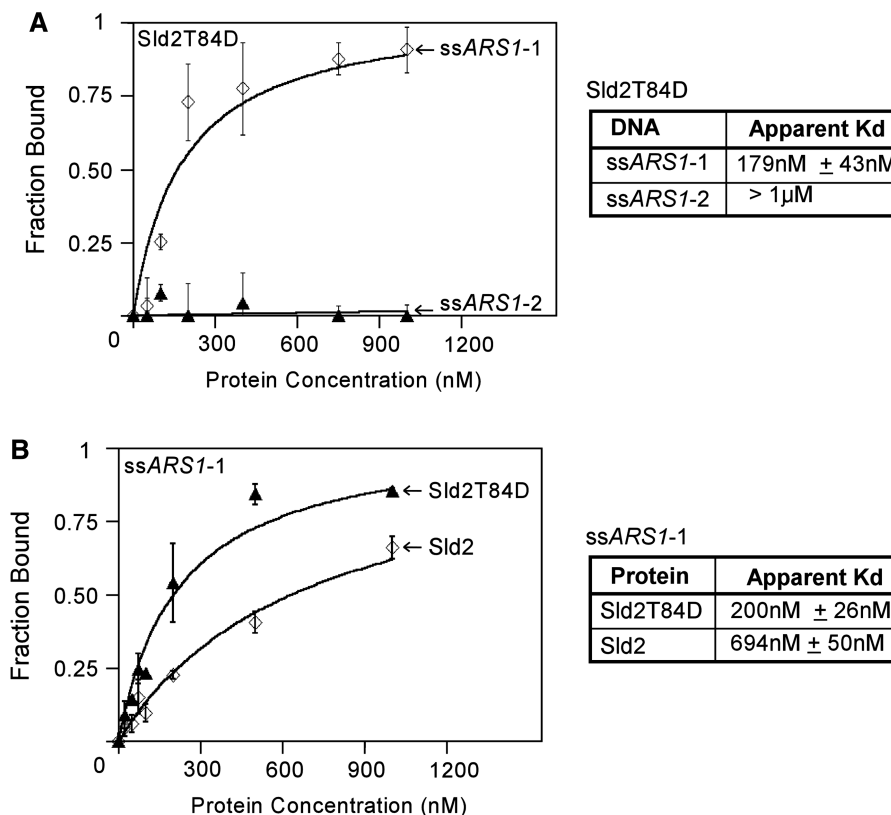 A
Sld2T84D
ssARS1-1
ssARS1-2
1
0.75
0.50
0.25
0
300
600
900
1200
Fraction Bound
Protein Concentration (nM)
Sld2T84D
DNA Apparent Kd
ssARS1-1 179nM ± 43nM
ssARS1-2 > 1µM
B
ssARS1-1
Sld2T84D
Sld2
1
0.75
0.50
0.25
0
300
600
900
1200
Fraction Bound
Protein Concentration (nM)
ssARS1-1
Protein Apparent Kd
Sld2T84D 200nM ± 26nM
Sld2 694nM ± 50nM